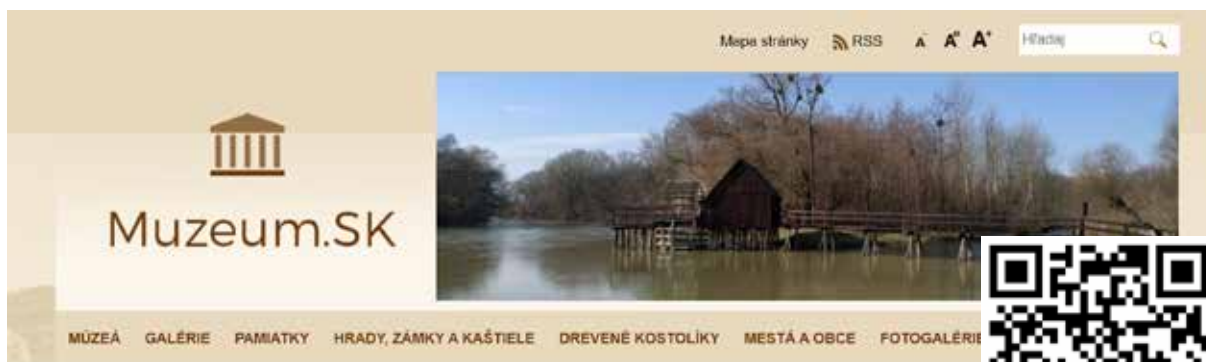 Mapa stránky RSS A- A° A+ Hľadaj
Muzeum.SK
MÚZEÁ GALÉRIE PAMIATKY HRADY, ZÁMKY A KAŠTIELE DREVENÉ KOSTOLÍKY MESTÁ A OBCE FOTOGALÉRIE